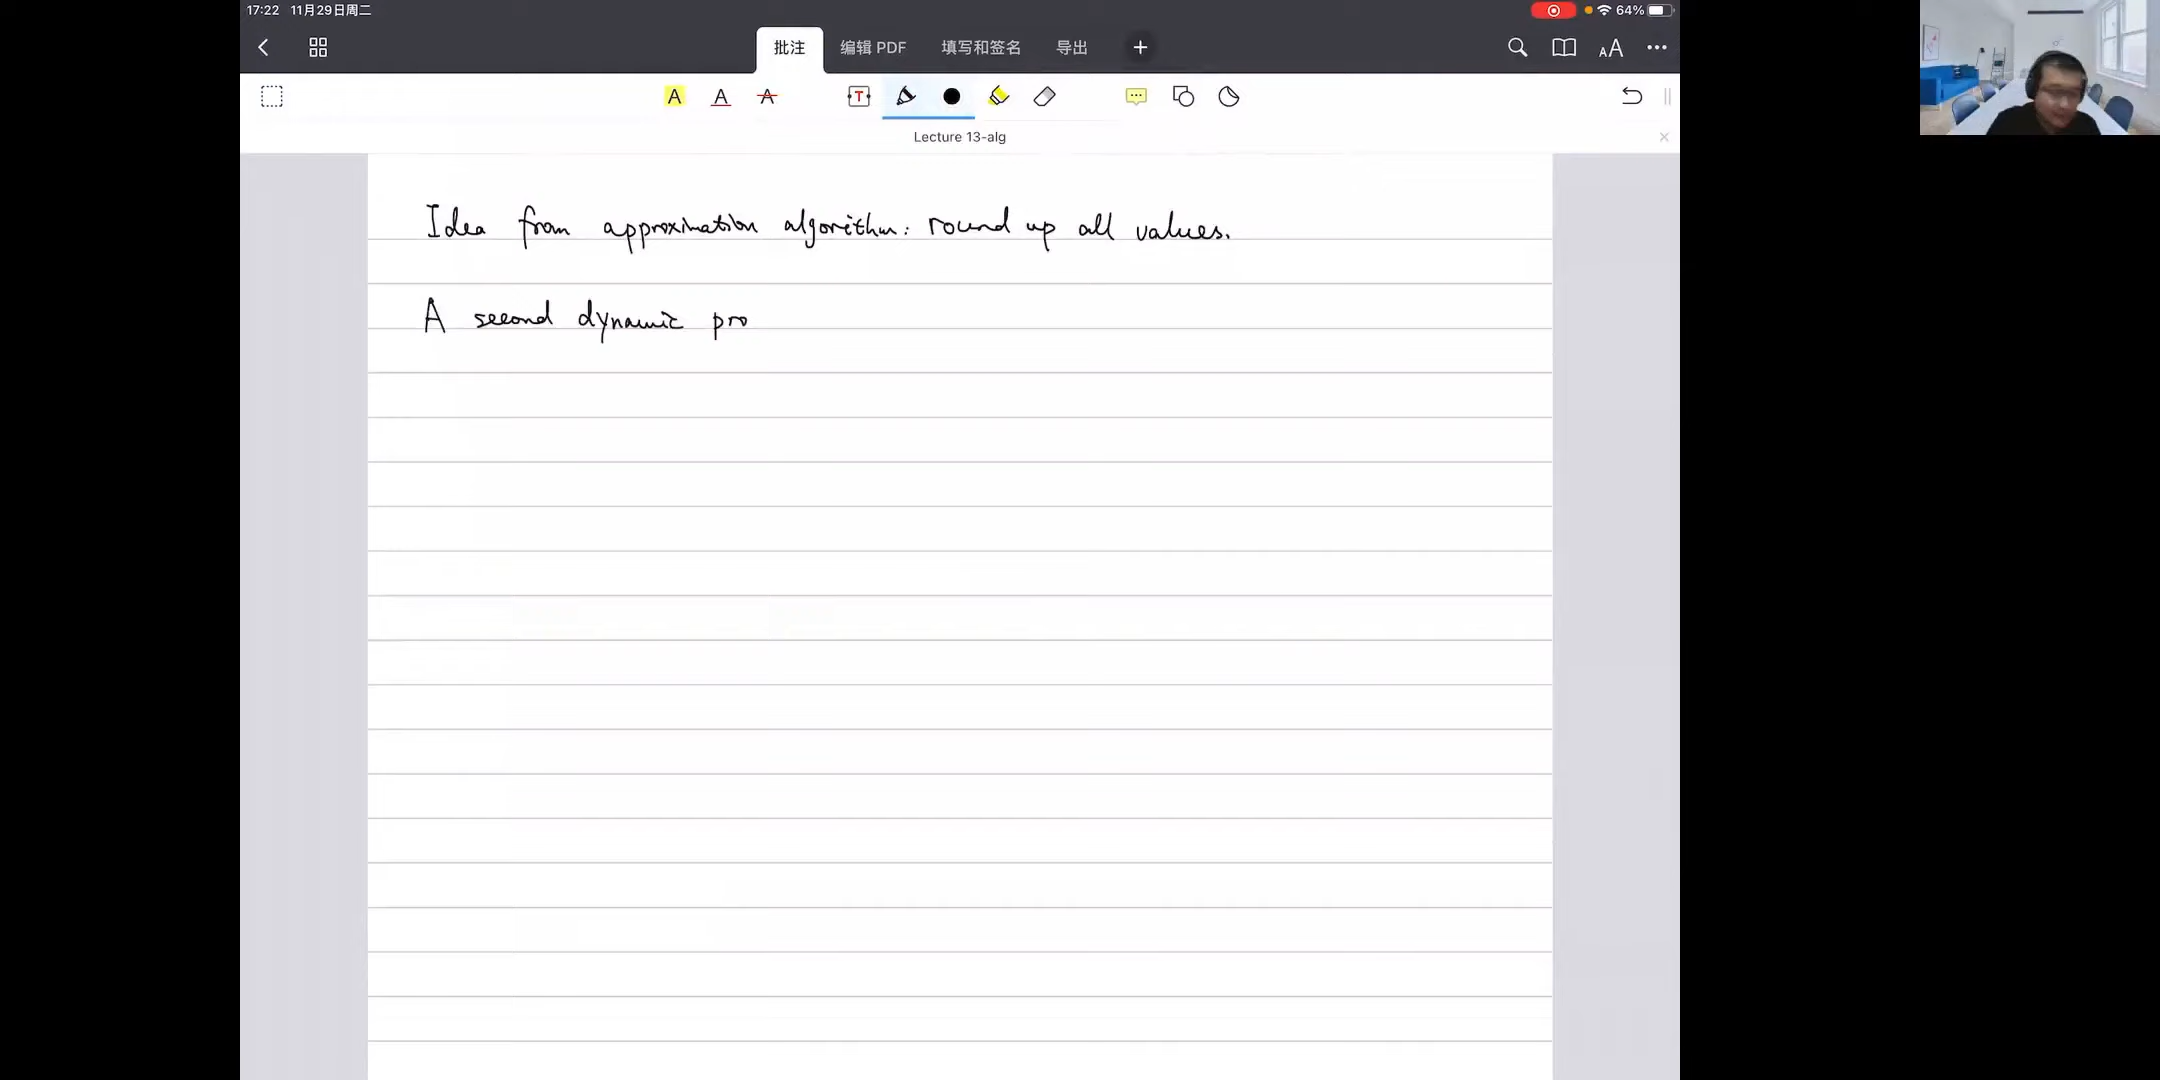 17:22 11月29日周二
64%
批注 编辑 PDF 填写和签名 导出
AA
A A A T
Lecture 13-alg
Idea from approximation algorithm: round up all values.
A second dynamic pro